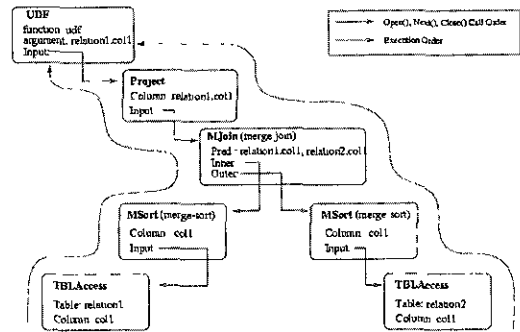 UDF
function udf
argument relation1.col1
Input
Open(), Next(), Close() Call Order
Execution Order
Project
Column relation1.col1
Input
MJoin (merge join)
Pred relation1.col1, relation2.col1
Inner
Outer
MSort (merge-sort)
Column col1
Input
MSort (merge sort)
Column col1
Input
TBLAccess
Table: relation1
Column col1
TBLAccess
Table: relation2
Column col1